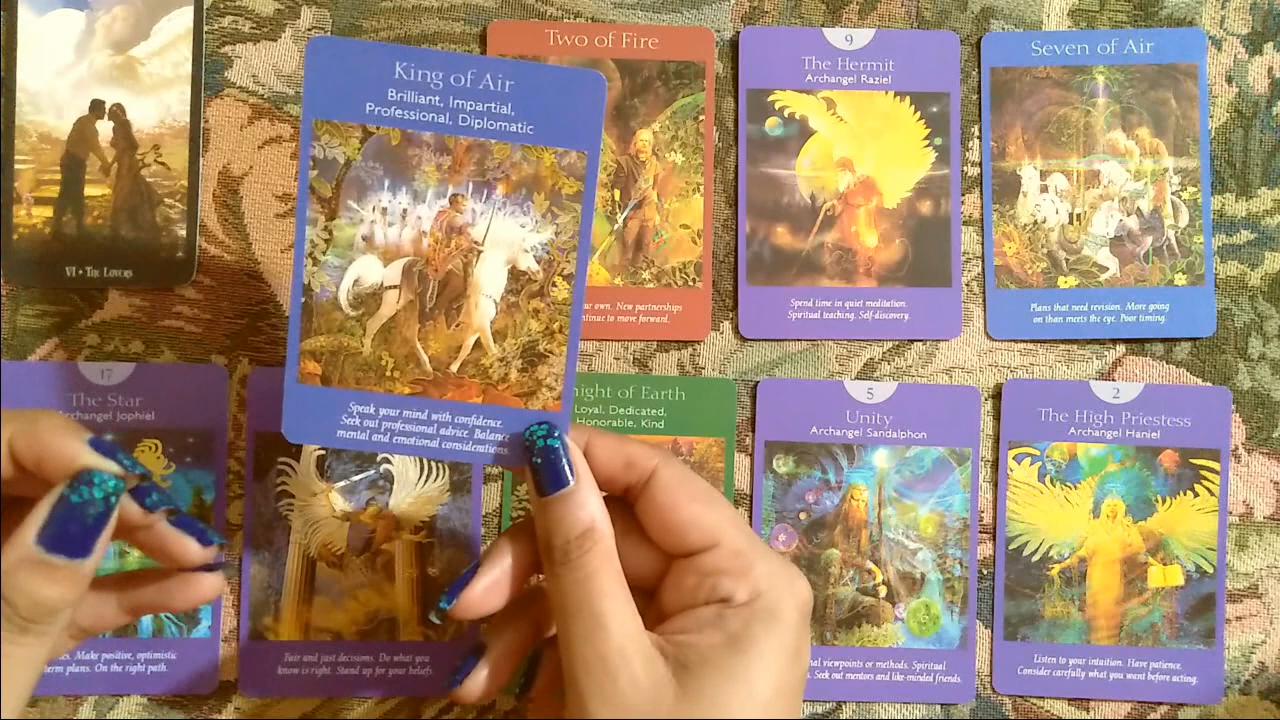 VI • The Lovers
King of Air
Brilliant, Impartial,
Professional, Diplomatic
Speak your mind with confidence.
Seek out professional advice. Balance
mental and emotional considerations.
Two of Fire
own. New partnerships
to move forward.
9
The Hermit
Archangel Raziel
Spend time in quiet meditation.
Spiritual teaching. Self-discovery.
Seven of Air
Plans that need revision. More going
on than meets the eye. Poor timing.
17
The Star
Archangel Jophiel
Make positive, optimistic
plans. On the right path.
Fair and just decisions. Do what you
know is right. Stand up for your beliefs.
of Earth
Loyal, Dedicated,
Honorable, Kind
5
Unity
Archangel Sandalphon
viewpoints or methods. Spiritual
Seek out mentors and like-minded friends.
2
The High Priestess
Archangel Haniel
Listen to your intuition. Have patience.
Consider carefully what you want before acting.